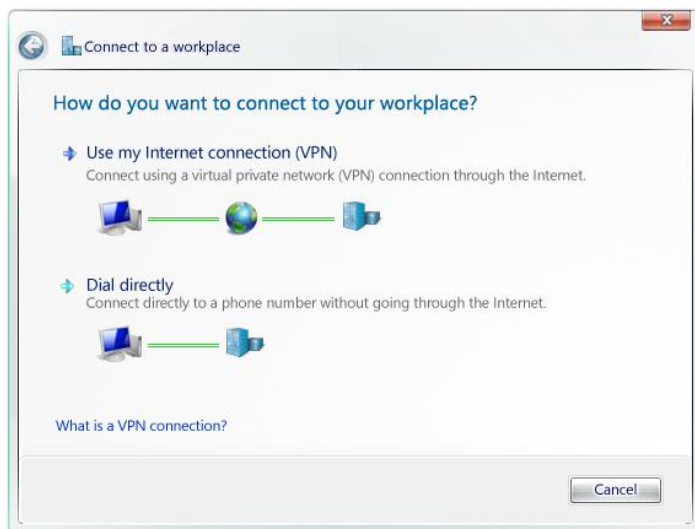 Connect to a workplace
How do you want to connect to your workplace?
Use my Internet connection (VPN)
Connect using a virtual private network (VPN) connection through the Internet.
Dial directly
Connect directly to a phone number without going through the Internet.
What is a VPN connection?
Cancel